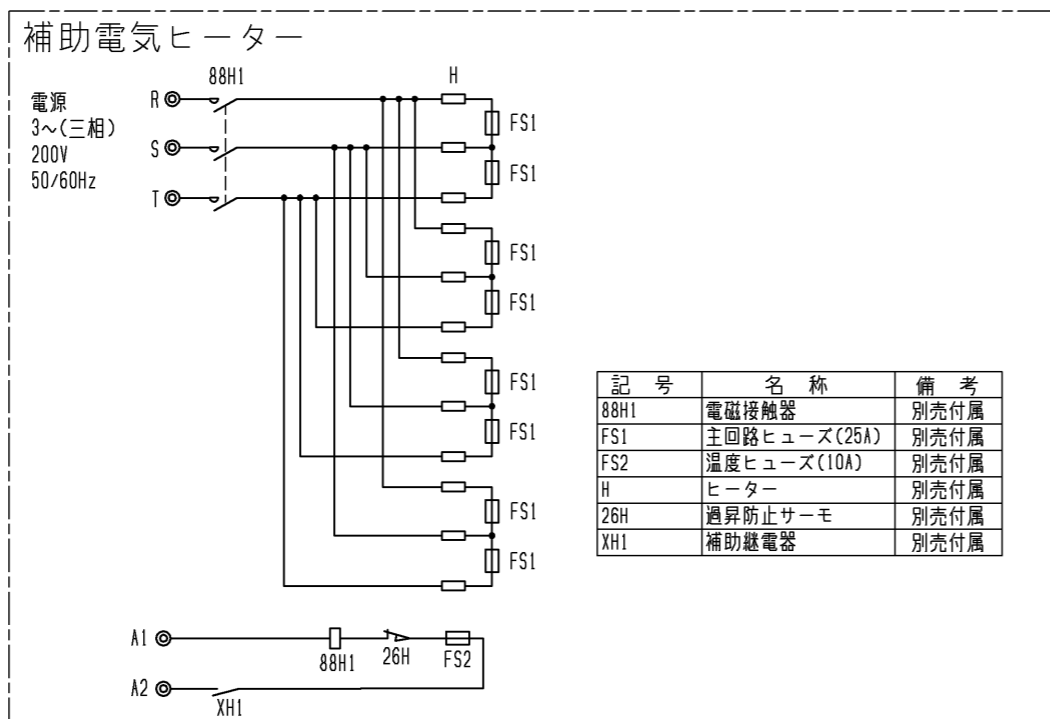 補助電気ヒーター
88H1
H
電源
3~(三相)
200V
50/60Hz
R
S
T
FS1
FS1
FS1
FS1
FS1
FS1
FS1
FS1
記号 名称 備考
88H1 電磁接触器 別売付属
FS1 主回路ヒューズ(25A) 別売付属
FS2 温度ヒューズ(10A) 別売付属
H ヒーター 別売付属
26H 過昇防止サーモ 別売付属
XH1 補助継電器 別売付属
A1
88H1
26H
FS2
A2
XH1